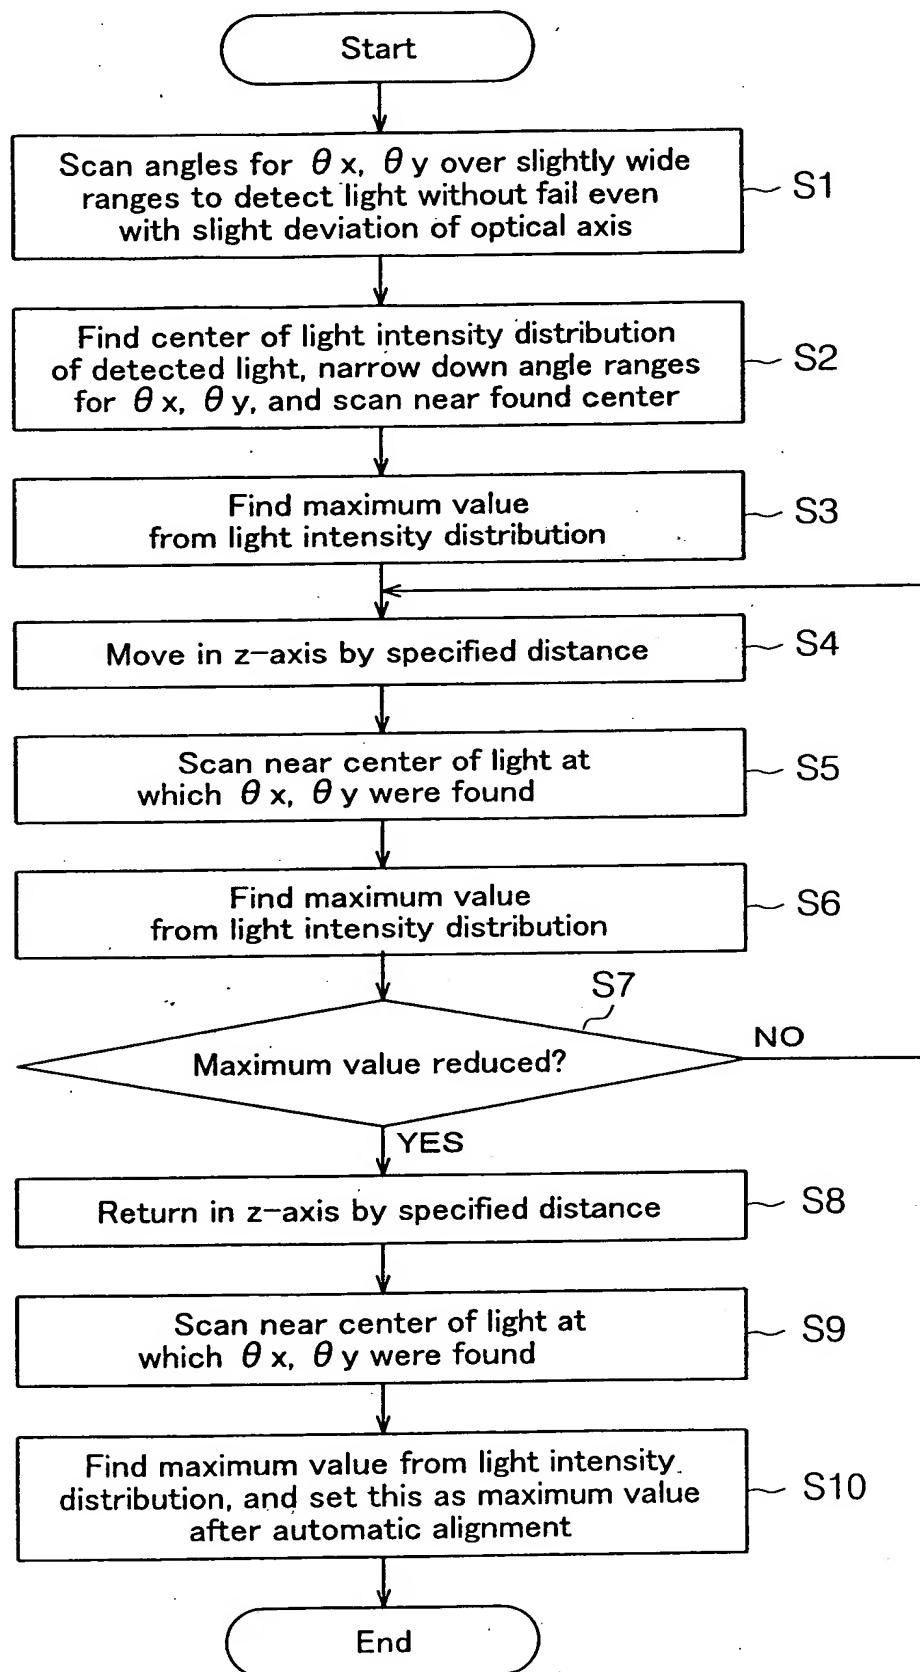 Start
Scan angles for θx, θy over slightly wide
ranges to detect light without fail even
with slight deviation of optical axis
S1
Find center of light intensity distribution
of detected light, narrow down angle ranges
for θx, θy, and scan near found center
S2
Find maximum value
from light intensity distribution
S3
Move in z-axis by specified distance
S4
Scan near center of light at
which θx, θy were found
S5
Find maximum value
from light intensity distribution
S6
S7
Maximum value reduced?
NO
YES
Return in z-axis by specified distance
S8
Scan near center of light at
which θx, θy were found
S9
Find maximum value from light intensity
distribution, and set this as maximum value
after automatic alignment
S10
End